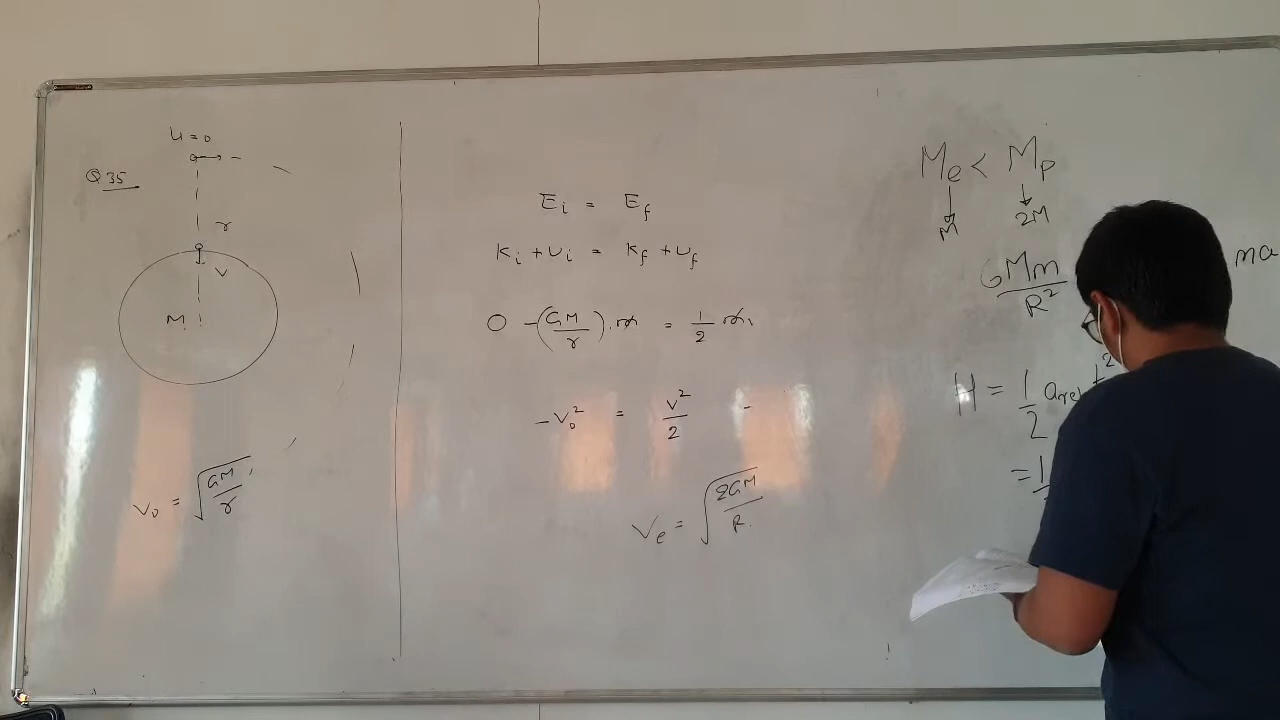 Q35
u = 0
r
v
M
v₀ = √(GM/r)
Eᵢ = E_f
Kᵢ + Uᵢ = K_f + U_f
0 - (GM/r).m = 1/2 m
-v₀² = v²/2 -
Vₑ = √(2GM/R)
Mₑ < Mₚ
M 2M
GMm/R² ma
H = 1/2 a_rel t²
= 1